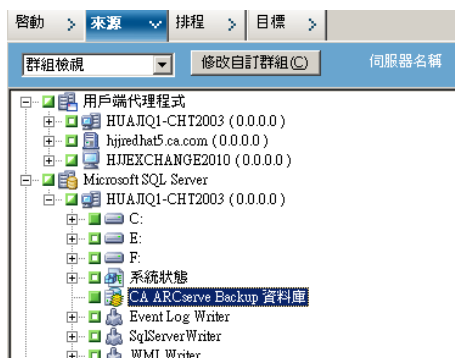 啓動 來源 排程 目標
群組檢視 修改自訂群組(C) 伺服器名稱
用戶端代理程式
HUAJIQ1-CHT2003 (0.0.0.0)
hjjredhat5.ca.com (0.0.0.0)
HJJEXCHANGE2010 (0.0.0.0)
Microsoft SQL Server
HUAJIQ1-CHT2003 (0.0.0.0)
C:
E:
F:
系統狀態
CA ARCserve Backup 資料庫
Event Log Writer
SqlServerWriter
WMI Writer